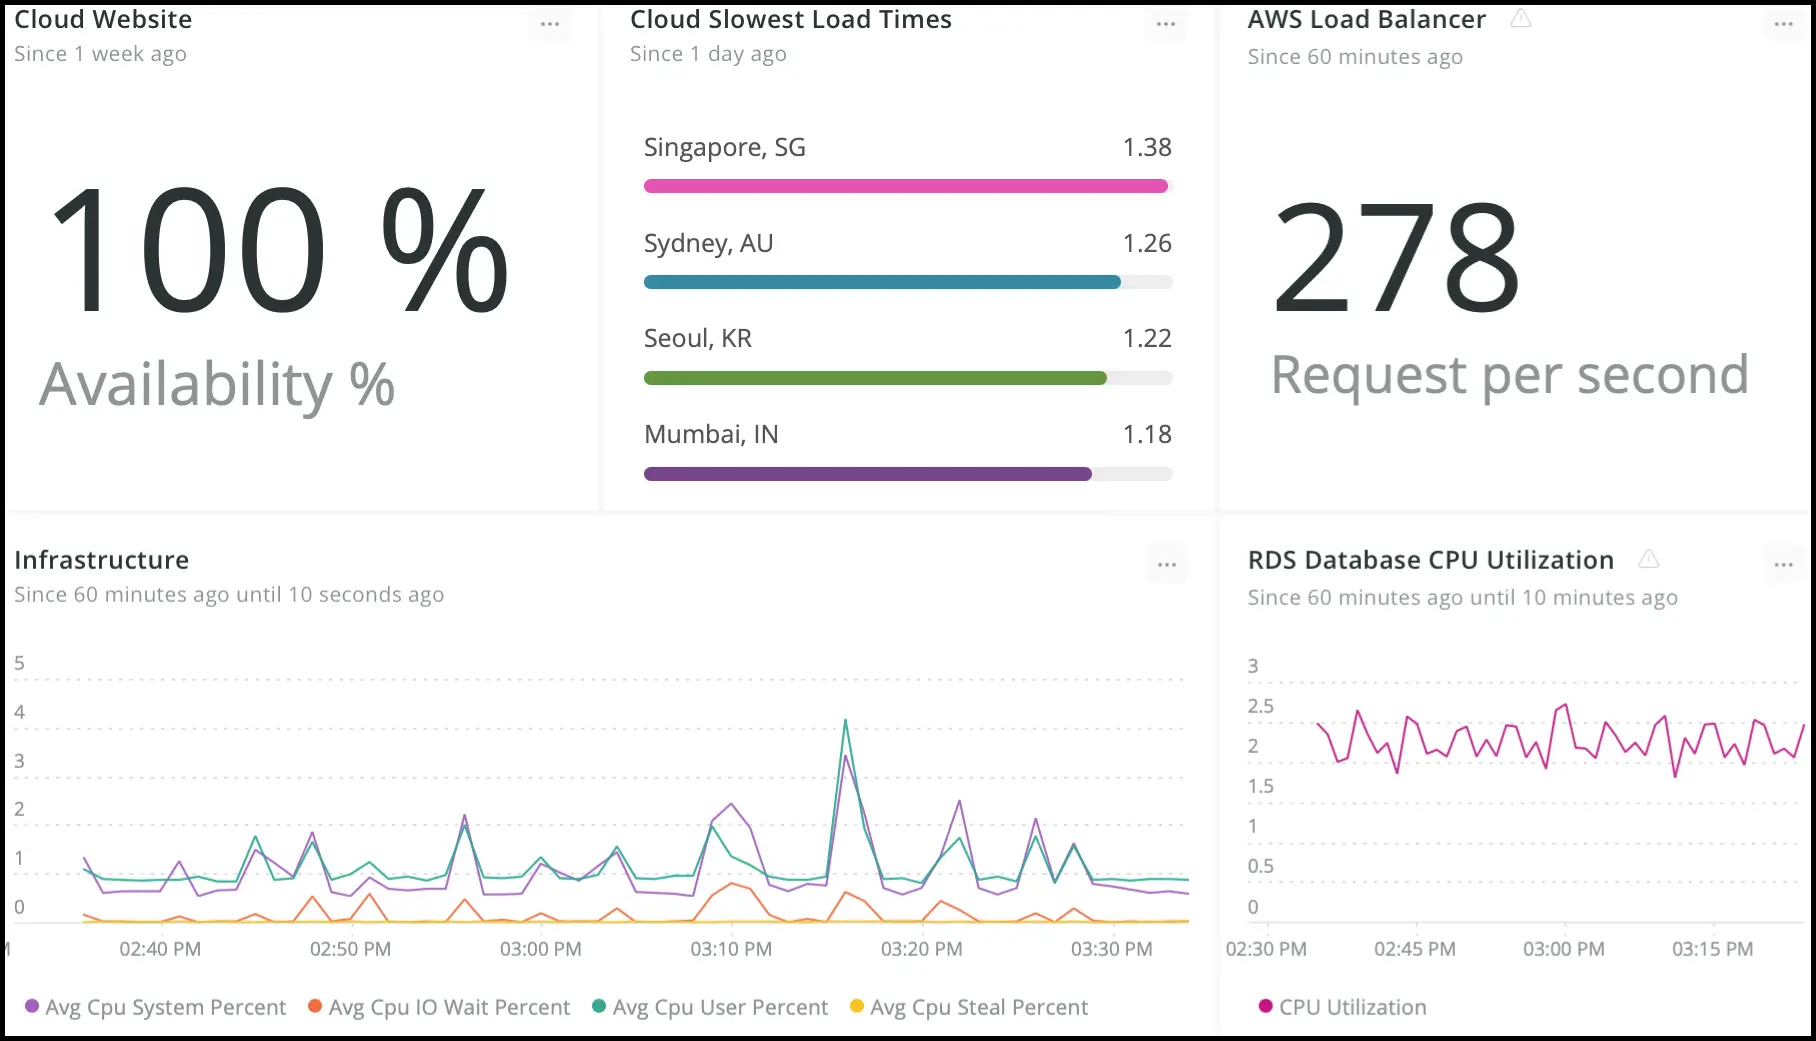 Cloud Website
Since 1 week ago
100 %
Availability %
Cloud Slowest Load Times
Since 1 day ago
Singapore, SG 1.38
Sydney, AU 1.26
Seoul, KR 1.22
Mumbai, IN 1.18
AWS Load Balancer
Since 60 minutes ago
278
Request per second
Infrastructure
Since 60 minutes ago until 10 seconds ago
5
4
3
2
1
0
02:40 PM 02:50 PM 03:00 PM 03:10 PM 03:20 PM 03:30 PM
Avg Cpu System Percent Avg Cpu IO Wait Percent Avg Cpu User Percent Avg Cpu Steal Percent
RDS Database CPU Utilization
Since 60 minutes ago until 10 minutes ago
3
2.5
2
1.5
1
0.5
0
02:30 PM 02:45 PM 03:00 PM 03:15 PM
CPU Utilization